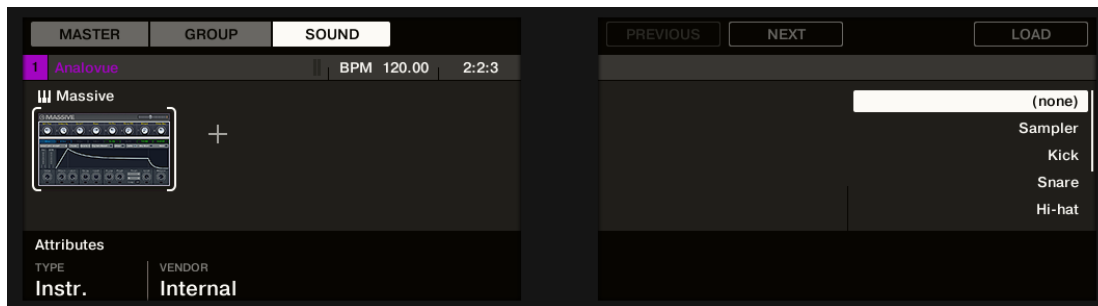 MASTER GROUP SOUND
1 Analovue BPM 120.00 2:2:3
Massive
MASSIVE
Attributes
TYPE VENDOR
Instr. Internal
PREVIOUS NEXT LOAD
(none)
Sampler
Kick
Snare
Hi-hat